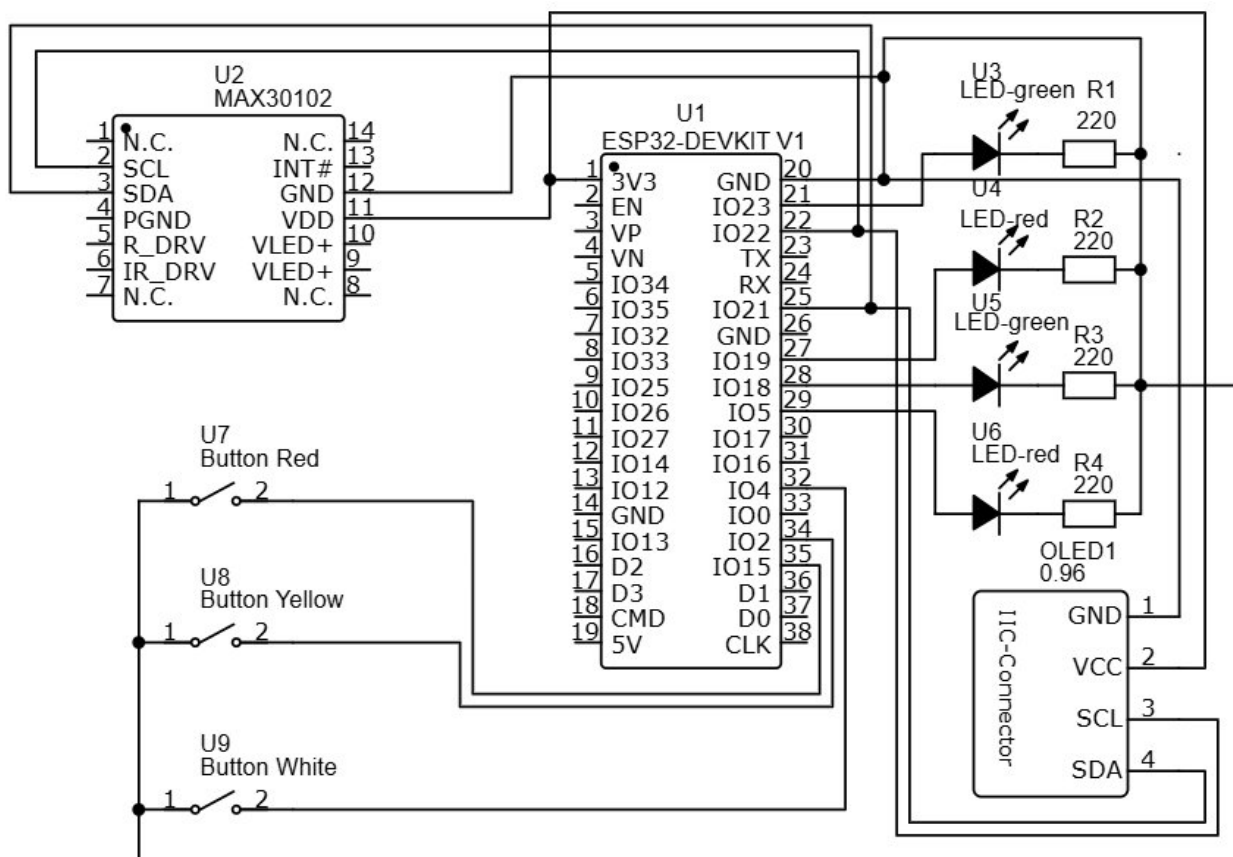 U2
MAX30102
1 N.C. N.C. 14
2 SCL INT# 13
3 SDA GND 12
4 PGND VDD 11
5 R_DRV VLED+ 10
6 IR_DRV VLED+ 9
7 N.C. N.C. 8
U1
ESP32-DEVKIT V1
1 3V3 GND 20
2 EN IO23 21
3 VP IO22 22
4 VN TX 23
5 IO34 RX 24
6 IO35 IO21 25
7 IO32 GND 26
8 IO33 IO19 27
9 IO25 IO18 28
10 IO26 IO5 29
11 IO27 IO17 30
12 IO14 IO16 31
13 IO12 IO4 32
14 GND IO0 33
15 IO13 IO2 34
16 D2 IO15 35
17 D3 D1 36
18 CMD D0 37
19 5V CLK 38
U3
LED-green R1
220
U4
LED-red R2
220
U5
LED-green R3
220
U6
LED-red R4
220
U7
Button Red
1 2
U8
Button Yellow
1 2
U9
Button White
1 2
OLED1
0.96
IIC-Connector
GND 1
VCC 2
SCL 3
SDA 4